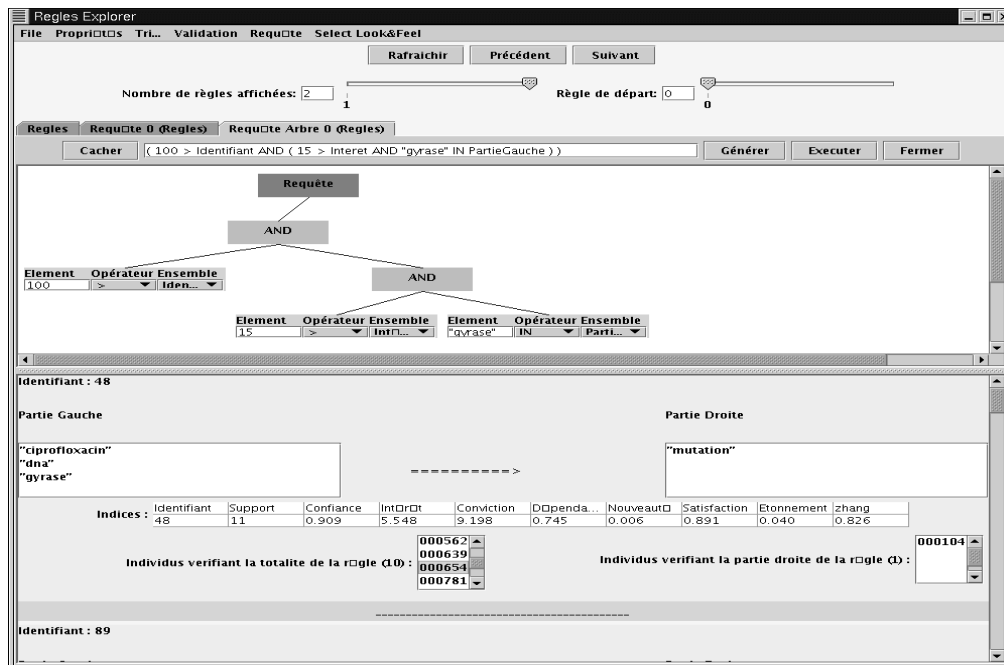 Regles Explorer
File Propri□t□s Tri... Validation Requ□te Select Look&Feel
Rafraichir Précédent Suivant
Nombre de règles affichées: 2 1 Règle de départ: 0 0
Regles Requ□te 0 (Regles) Requ□te Arbre 0 (Regles)
Cacher ( 100 > Identifiant AND ( 15 > Interet AND "gyrase" IN PartieGauche ) ) Générer Executer Fermer
Requête
AND
Element Opérateur Ensemble
100 > Iden...
AND
Element Opérateur Ensemble Element Opérateur Ensemble
15 > Int□... "gyrase" IN Parti...
Identifiant : 48
Partie Gauche Partie Droite
"ciprofloxacin" "mutation"
"dna"
"gyrase"
==========>
Indices : Identifiant Support Confiance Int□r□t Conviction D□penda... Nouveaut□ Satisfaction Etonnement zhang
48 11 0.909 5.548 9.198 0.745 0.006 0.891 0.040 0.826
Individus verifiant la totalite de la r□gle (10) : 000562 000639 000654 000781
Individus verifiant la partie droite de la r□gle (1) : 000104
----------------------------------------
Identifiant : 89